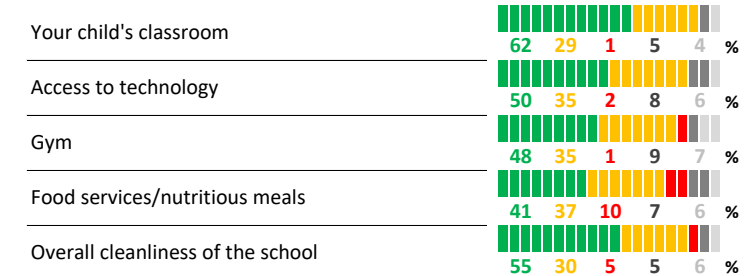 Your child's classroom
62 29 1 5 4 %
Access to technology
50 35 2 8 6 %
Gym
48 35 1 9 7 %
Food services/nutritious meals
41 37 10 7 6 %
Overall cleanliness of the school
55 30 5 5 6 %